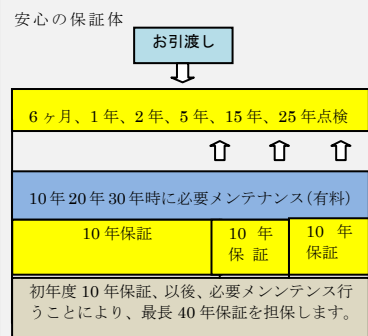 安心の保証体
お引渡し
6ヶ月、1年、2年、5年、15年、25年点検
10年20年30年時に必要メンテナンス(有料)
10年保証
10年
保証
10年
保証
初年度10年保証、以後、必要メンテンス行
うことにより、最長40年保証を担保します。